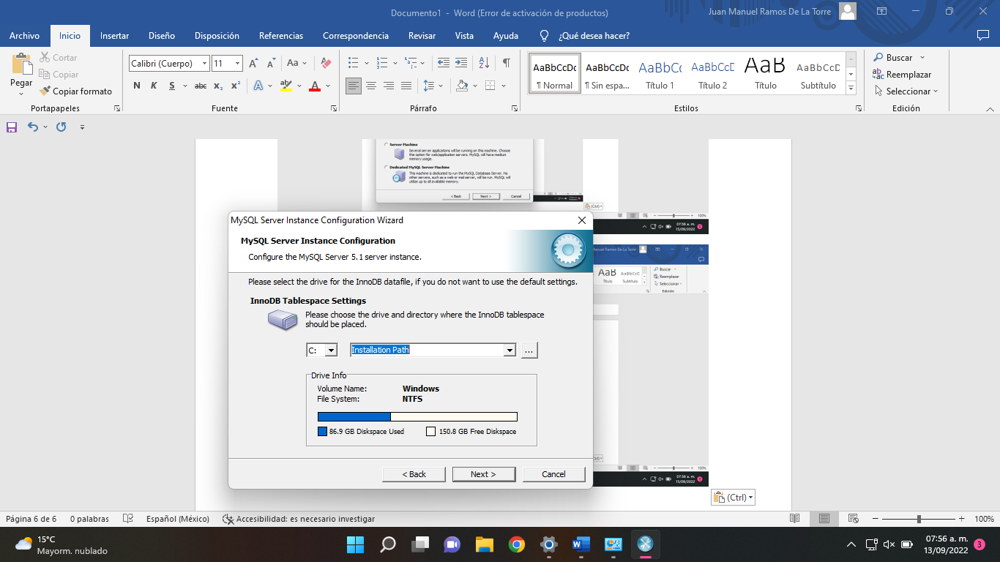 Documento1 - Word (Error de activación de productos)
Juan Manuel Ramos De La Torre
Archivo Inicio Insertar Diseño Disposición Referencias Correspondencia Revisar Vista Ayuda ¿Qué desea hacer?
Pegar
Cortar
Copiar
Copiar formato
Portapapeles
Calibri (Cuerpo) 11
Aa
N K S abc x₂ x²
Fuente
Párrafo
AaBbCcDc AaBbCcDc AaBbCc AaBbCcD AaB AaBbCcD
¶ Normal ¶ Sin espa... Título 1 Título 2 Título Subtítulo
Estilos
Buscar
Reemplazar
Seleccionar
Edición
Server Machine
Several server applications will be running on this machine. Choose
this option for web/application servers. MySQL will have medium
memory usage.
Dedicated MySQL Server Machine
This machine is dedicated to run the MySQL Database Server. No
other servers, such as a web or mail server, will be run. MySQL will
utilize up to all available memory.
< Back Next > Cancel
(Ctrl)
100%
07:56 a. m.
13/09/2022
MySQL Server Instance Configuration Wizard
MySQL Server Instance Configuration
Configure the MySQL Server 5.1 server instance.
Please select the drive for the InnoDB datafile, if you do not want to use the default settings.
InnoDB Tablespace Settings
Please choose the drive and directory where the InnoDB tablespace
should be placed.
C: Installation Path ...
Drive Info
Volume Name: Windows
File System: NTFS
86.9 GB Diskspace Used 150.8 GB Free Diskspace
< Back Next > Cancel
Manuel Ramos De La Torre
AaB AaBbCcD
Título Subtítulo
Buscar
Reemplazar
Seleccionar
Edición
100%
07:56 a. m.
13/09/2022
(Ctrl)
Página 6 de 6 0 palabras Español (México) Accesibilidad: es necesario investigar 100%
15°C
Mayorm. nublado
07:56 a. m.
13/09/2022
3